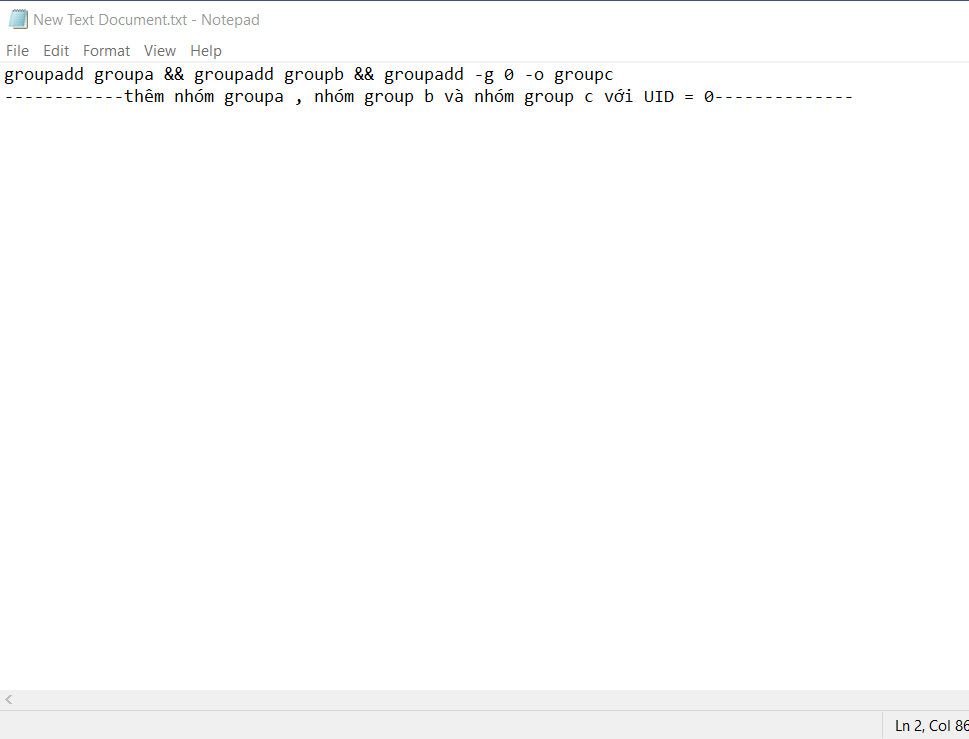 New Text Document.txt - Notepad
File Edit Format View Help
groupadd groupa && groupadd groupb && groupadd -g 0 -o groupc
------------thêm nhóm groupa , nhóm group b và nhóm group c với UID = 0--------------
Ln 2, Col 86